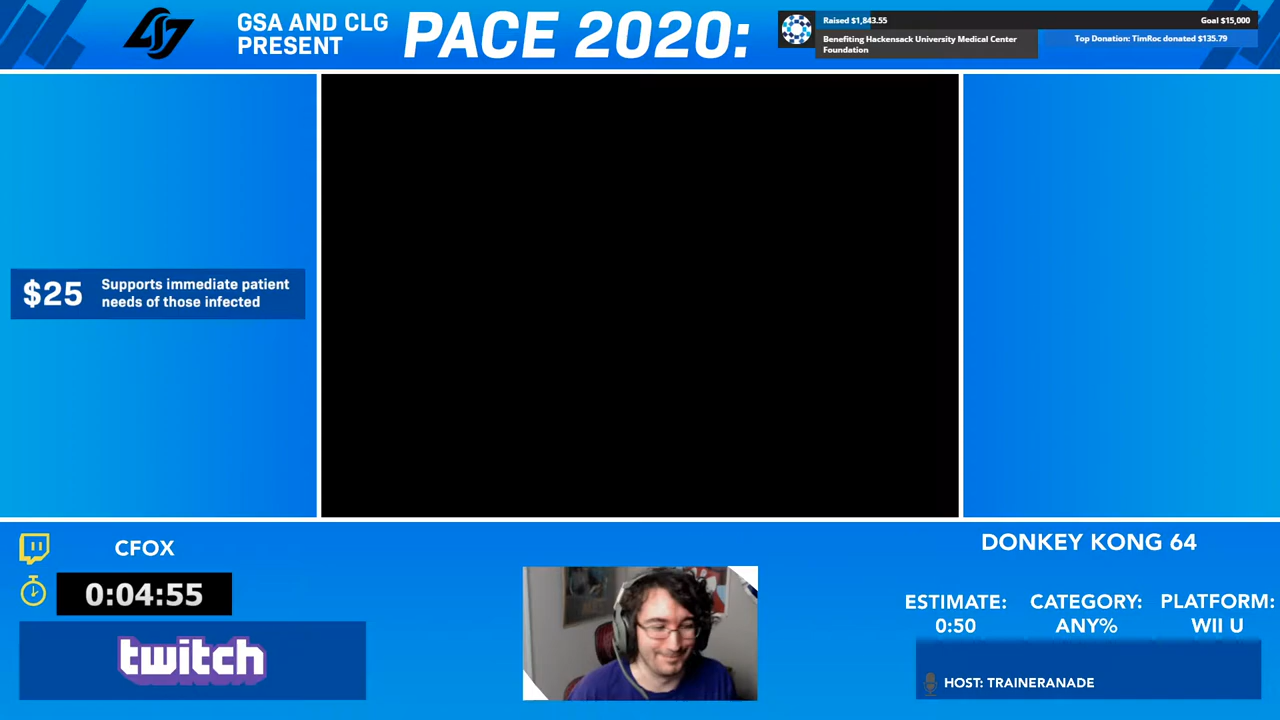 GSA AND CLG
PRESENT
PACE 2020:
Raised $1,843.55
Goal $15,000
Benefiting Hackensack University Medical Center
Foundation
Top Donation: TimRoc donated $135.79
$25
Supports immediate patient
needs of those infected
CFOX
0:04:55
twitch
DONKEY KONG 64
ESTIMATE:
0:50
CATEGORY:
ANY%
PLATFORM:
WII U
HOST: TRAINERANADE